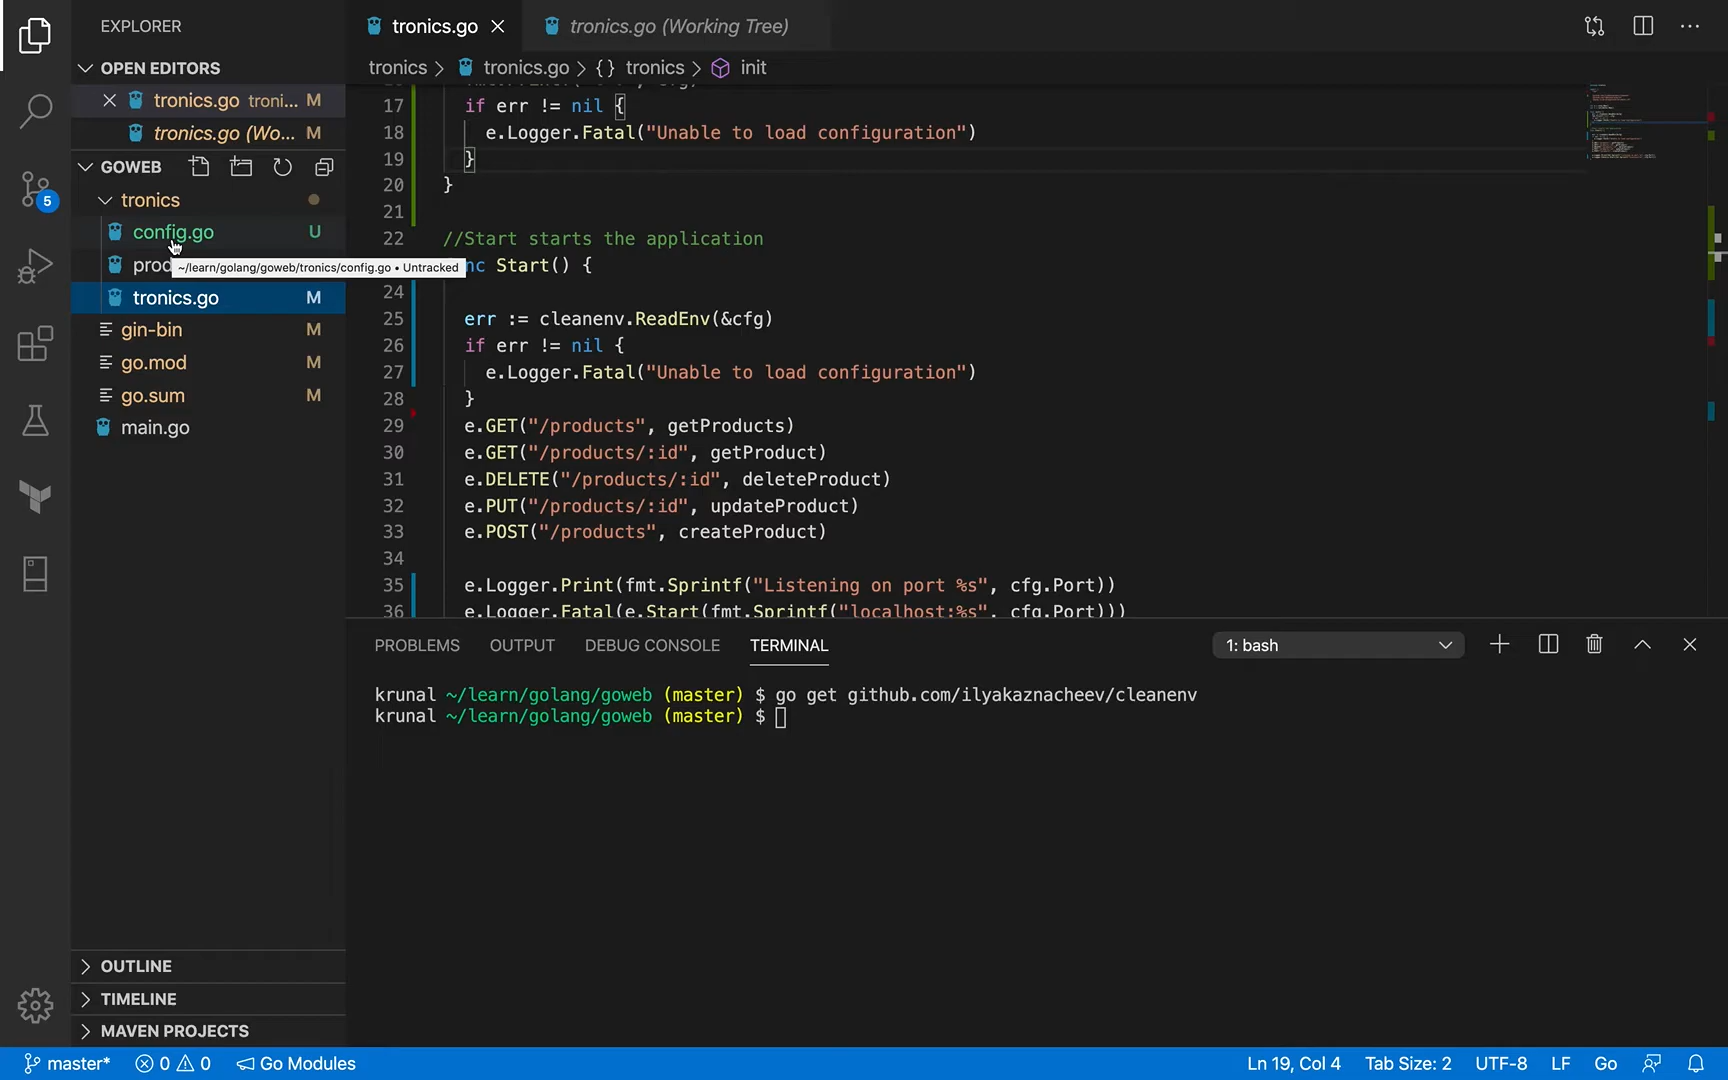 EXPLORER
tronics.go
tronics.go (Working Tree)
OPEN EDITORS
tronics.go troni... M
tronics.go (Wo... M
GOWEB
tronics
config.go U
prod
tronics.go M
gin-bin M
go.mod M
go.sum M
main.go
~/learn/golang/goweb/tronics/config.go • Untracked
5
OUTLINE
TIMELINE
MAVEN PROJECTS
tronics > tronics.go > {} tronics > init
17 if err != nil {
18 e.Logger.Fatal("Unable to load configuration")
19 }
20 }
21
22 //Start starts the application
nc Start() {
24
25 err := cleanenv.ReadEnv(&cfg)
26 if err != nil {
27 e.Logger.Fatal("Unable to load configuration")
28 }
29 e.GET("/products", getProducts)
30 e.GET("/products/:id", getProduct)
31 e.DELETE("/products/:id", deleteProduct)
32 e.PUT("/products/:id", updateProduct)
33 e.POST("/products", createProduct)
34
35 e.Logger.Print(fmt.Sprintf("Listening on port %s", cfg.Port))
36 e.Logger.Fatal(e.Start(fmt.Sprintf("localhost:%s", cfg.Port)))
PROBLEMS OUTPUT DEBUG CONSOLE TERMINAL
1: bash
krunal ~/learn/golang/goweb (master) $ go get github.com/ilyakaznacheev/cleanenv
krunal ~/learn/golang/goweb (master) $
master* 0 0 Go Modules
Ln 19, Col 4 Tab Size: 2 UTF-8 LF Go